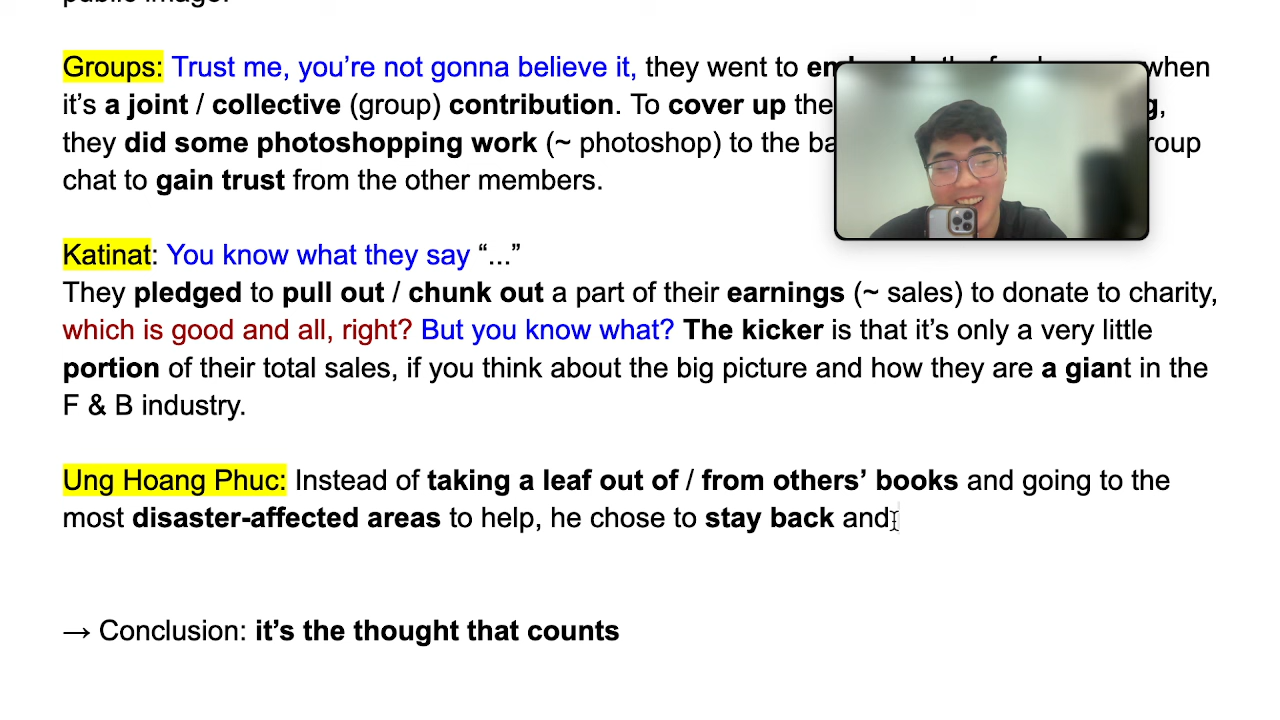 public image.
Groups: Trust me, you’re not gonna believe it, they went to when
it’s a joint / collective (group) contribution. To cover up the
they did some photoshopping work (~ photoshop) to the
chat to gain trust from the other members.
Katinat: You know what they say “...”
They pledged to pull out / chunk out a part of their earnings (~ sales) to donate to charity,
which is good and all, right? But you know what? The kicker is that it’s only a very little
portion of their total sales, if you think about the big picture and how they are a giant in the
F & B industry.
Ung Hoang Phuc: Instead of taking a leaf out of / from others’ books and going to the
most disaster-affected areas to help, he chose to stay back and
→ Conclusion: it’s the thought that counts